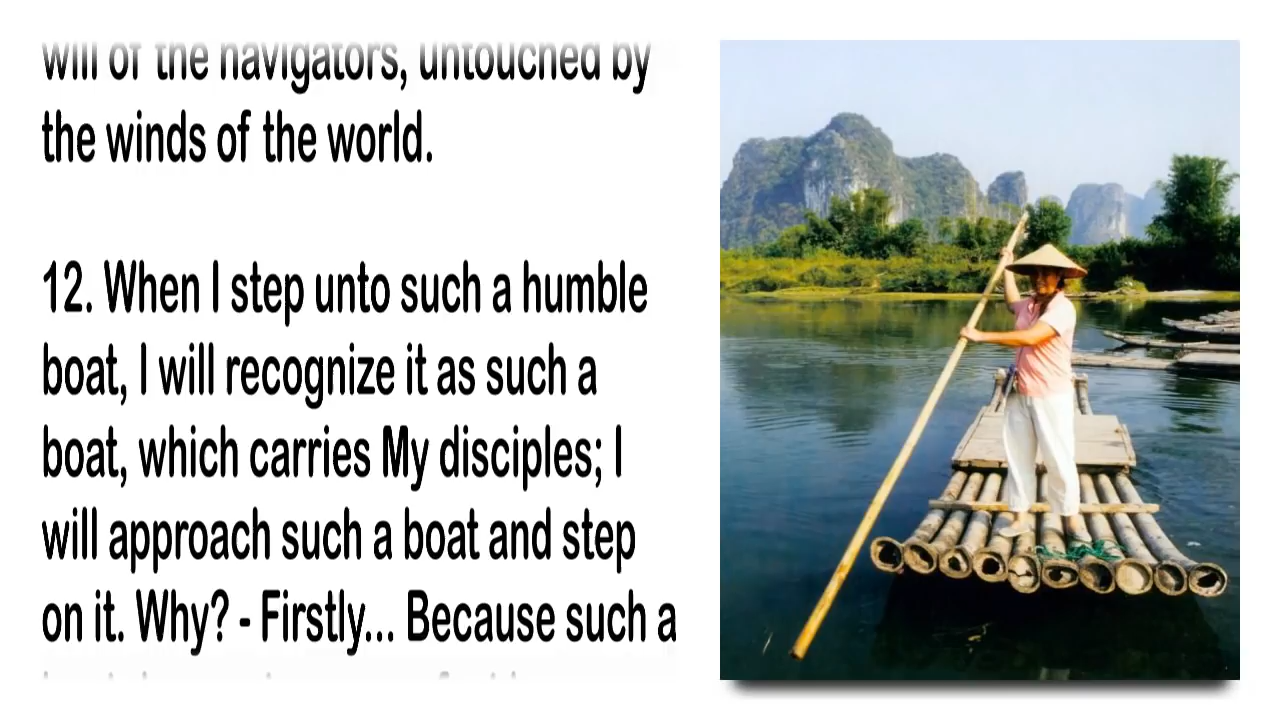 will of the navigators, untouched by
the winds of the world.
12. When I step unto such a humble
boat, I will recognize it as such a
boat, which carries My disciples; I
will approach such a boat and step
on it. Why? - Firstly... Because such a